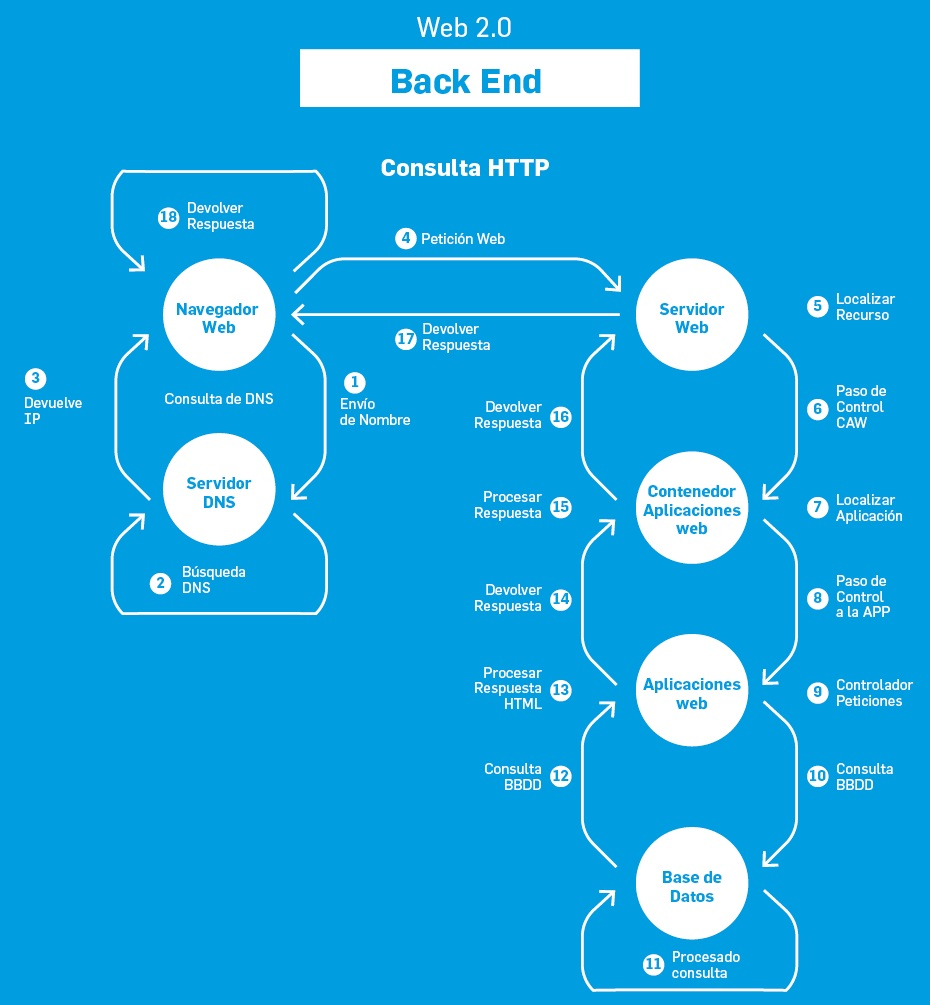 Web 2.0
Back End
Consulta HTTP
18 Devolver
Respuesta
4 Petición Web
Navegador
Web
Servidor
Web
5 Localizar
Recurso
17 Devolver
Respuesta
3
Devuelve
IP
Consulta de DNS
1
Envío
de Nombre
Devolver
Respuesta 16
6 Paso de
Control
CAW
Servidor
DNS
Procesar
Respuesta 15
Contenedor
Aplicaciones
web
7 Localizar
Aplicación
2 Búsqueda
DNS
Devolver
Respuesta 14
8 Paso de
Control
a la APP
Procesar
Respuesta
HTML 13
Aplicaciones
web
9 Controlador
Peticiones
Consulta
BBDD 12
10 Consulta
BBDD
Base de
Datos
11 Procesado
consulta